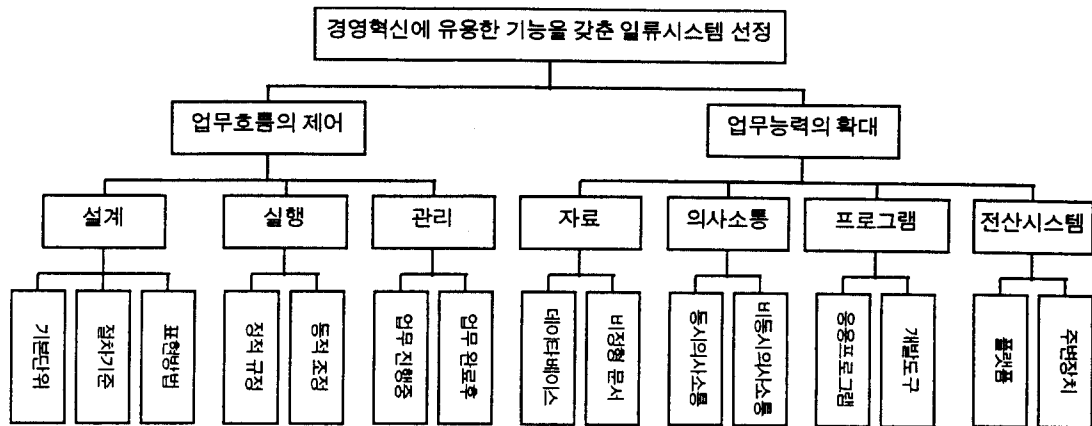 경영혁신에 유용한 기능을 갖춘 일류시스템 선정
업무흐름의 제어
업무능력의 확대
설계
실행
관리
자료
의사소통
프로그램
전산시스템
기본단위
절차기준
표현방법
정적 규정
동적 조정
업무 진행중
업무 완료후
데이타베이스
비정형 문서
동시의사소통
비동시의사소통
응용프로그램
개발도구
플랫폼
주변장치